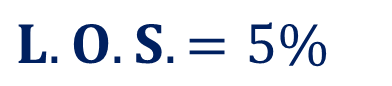 L. O. S. = 5%